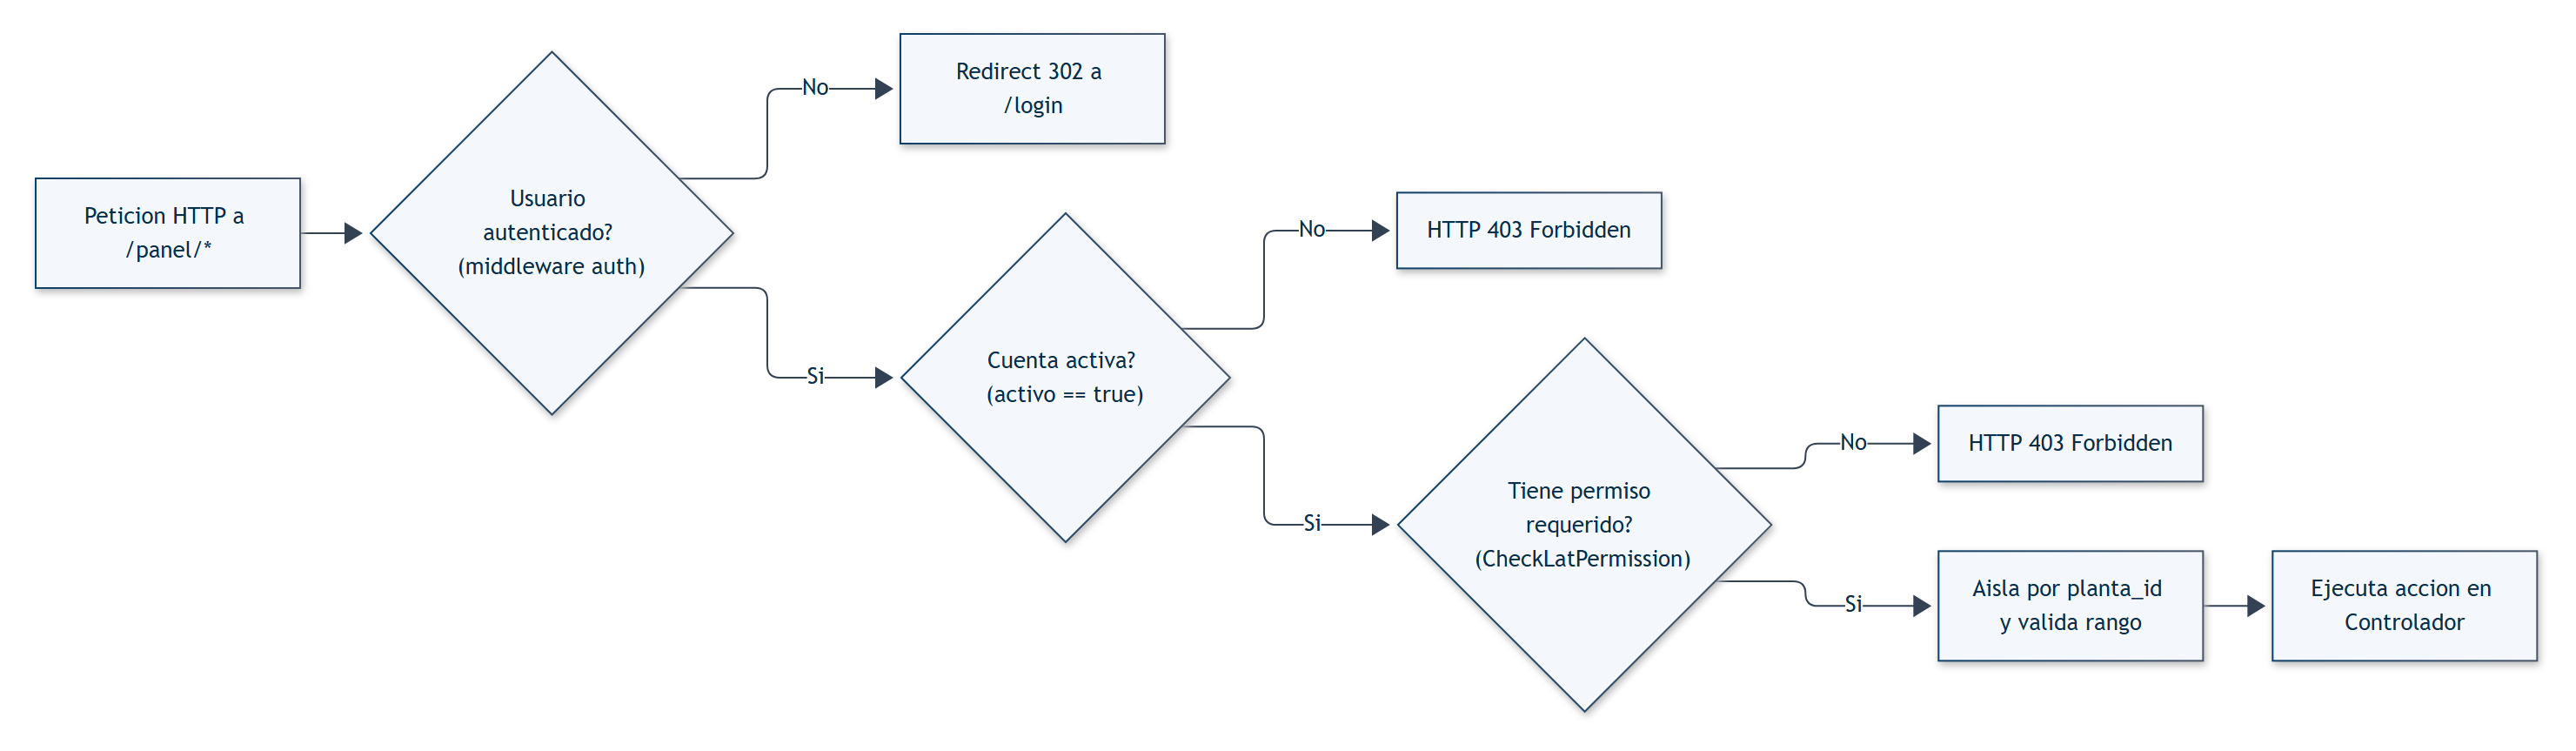 Peticion HTTP a
/panel/*
Usuario
autenticado?
(middleware auth)
No
Redirect 302 a
/login
Si
Cuenta activa?
(activo == true)
No
HTTP 403 Forbidden
Si
Tiene permiso
requerido?
(CheckLatPermission)
No
HTTP 403 Forbidden
Si
Aisla por planta_id
y valida rango
Ejecuta accion en
Controlador